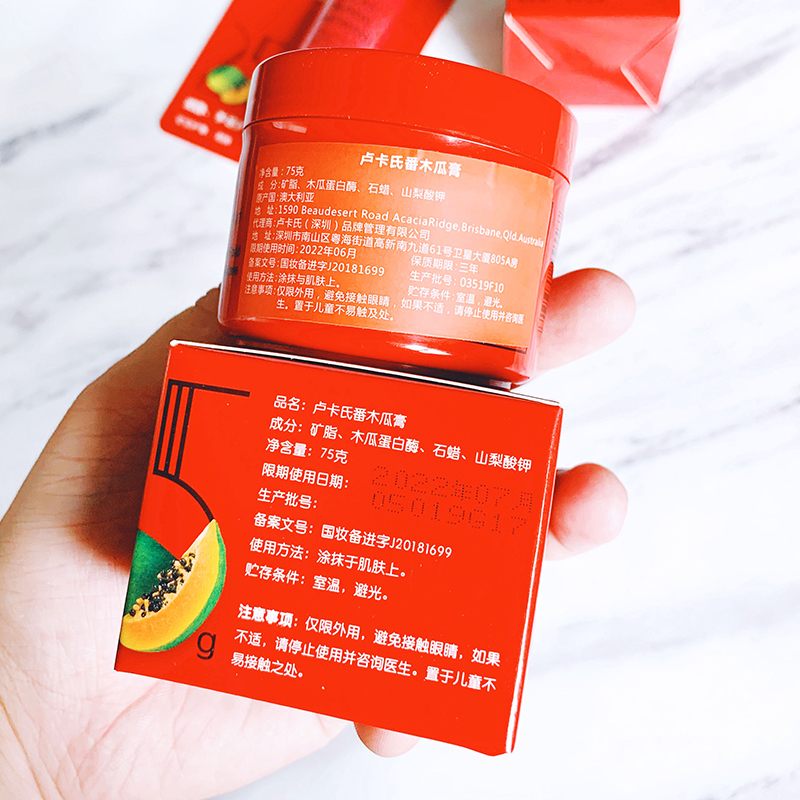 卢卡氏番木瓜膏
净含量：75克
成 分：矿脂、木瓜蛋白酶、石蜡、山梨酸钾
原产国：澳大利亚
地 址：1590 Beaudesert Road AcaciaRidge,Brisbane,Qld.Australia
代理商：卢卡氏（深圳）品牌管理有限公司
地 址：深圳市南山区粤海街道高新南九道61号卫星大厦805A房
限期使用时间：2022年06月 保质期限：三年
备案文号：国妆备进字J20181699 生产批号：03519F10
使用方法：涂抹与肌肤上。 贮存条件：室温，避光。
注意事项：仅限外用，避免接触眼睛，如果不适，请停止使用并咨询医
生。置于儿童不易触及处。
品名：卢卡氏番木瓜膏
成分：矿脂、木瓜蛋白酶、石蜡、山梨酸钾
净含量：75克
限期使用日期：2022年07月
生产批号：05019G17
备案文号：国妆备进字J20181699
使用方法：涂抹于肌肤上。
贮存条件：室温，避光。
注意事项：仅限外用，避免接触眼睛，如果
不适，请停止使用并咨询医生。置于儿童不
易接触之处。
g